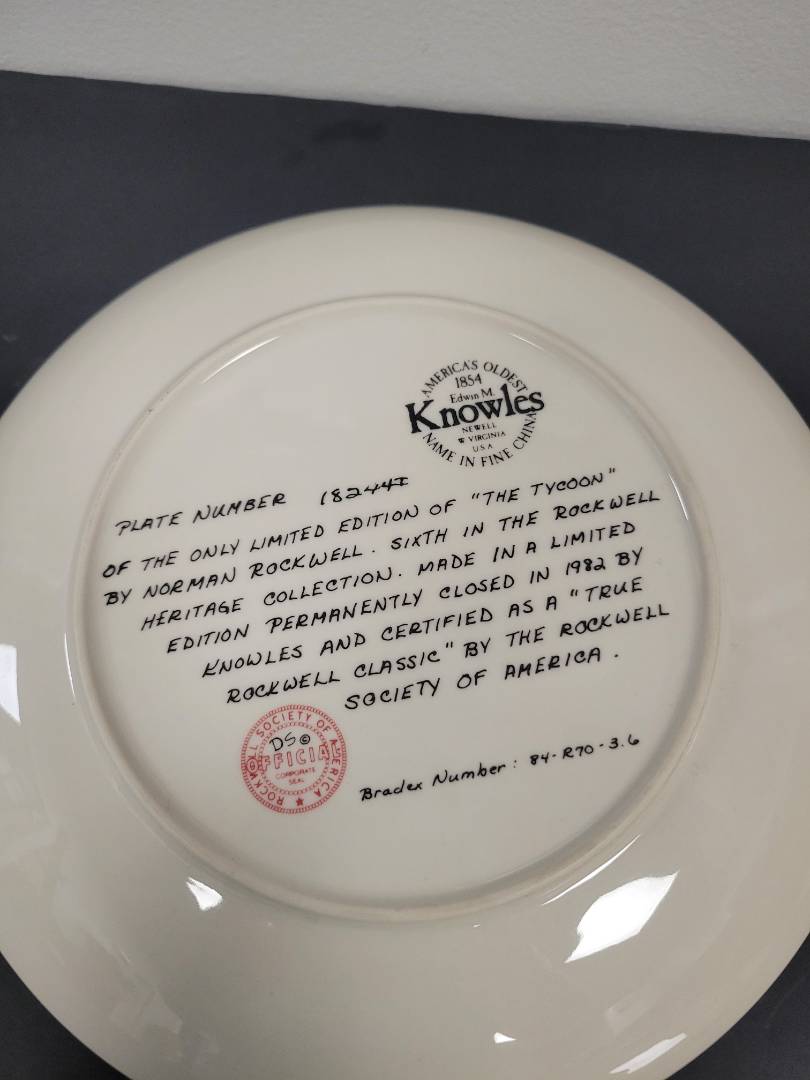 AMERICA'S OLDEST
1854
Edwin M.
Knowles
NEWELL
W VIRGINIA
USA
NAME IN FINE CHINA
PLATE NUMBER 18244I
OF THE ONLY LIMITED EDITION OF "THE TYCOON"
BY NORMAN ROCKWELL. SIXTH IN THE ROCKWELL
HERITAGE COLLECTION. MADE IN A LIMITED
EDITION PERMANENTLY CLOSED IN 1982 BY
KNOWLES AND CERTIFIED AS A "TRUE
ROCKWELL CLASSIC" BY THE ROCKWELL
SOCIETY OF AMERICA.
ROCKWELL SOCIETY OF AMERICA
DS©
OFFICIAL
CORPORATE
SEAL
Bradex Number: 84-R70-3.6